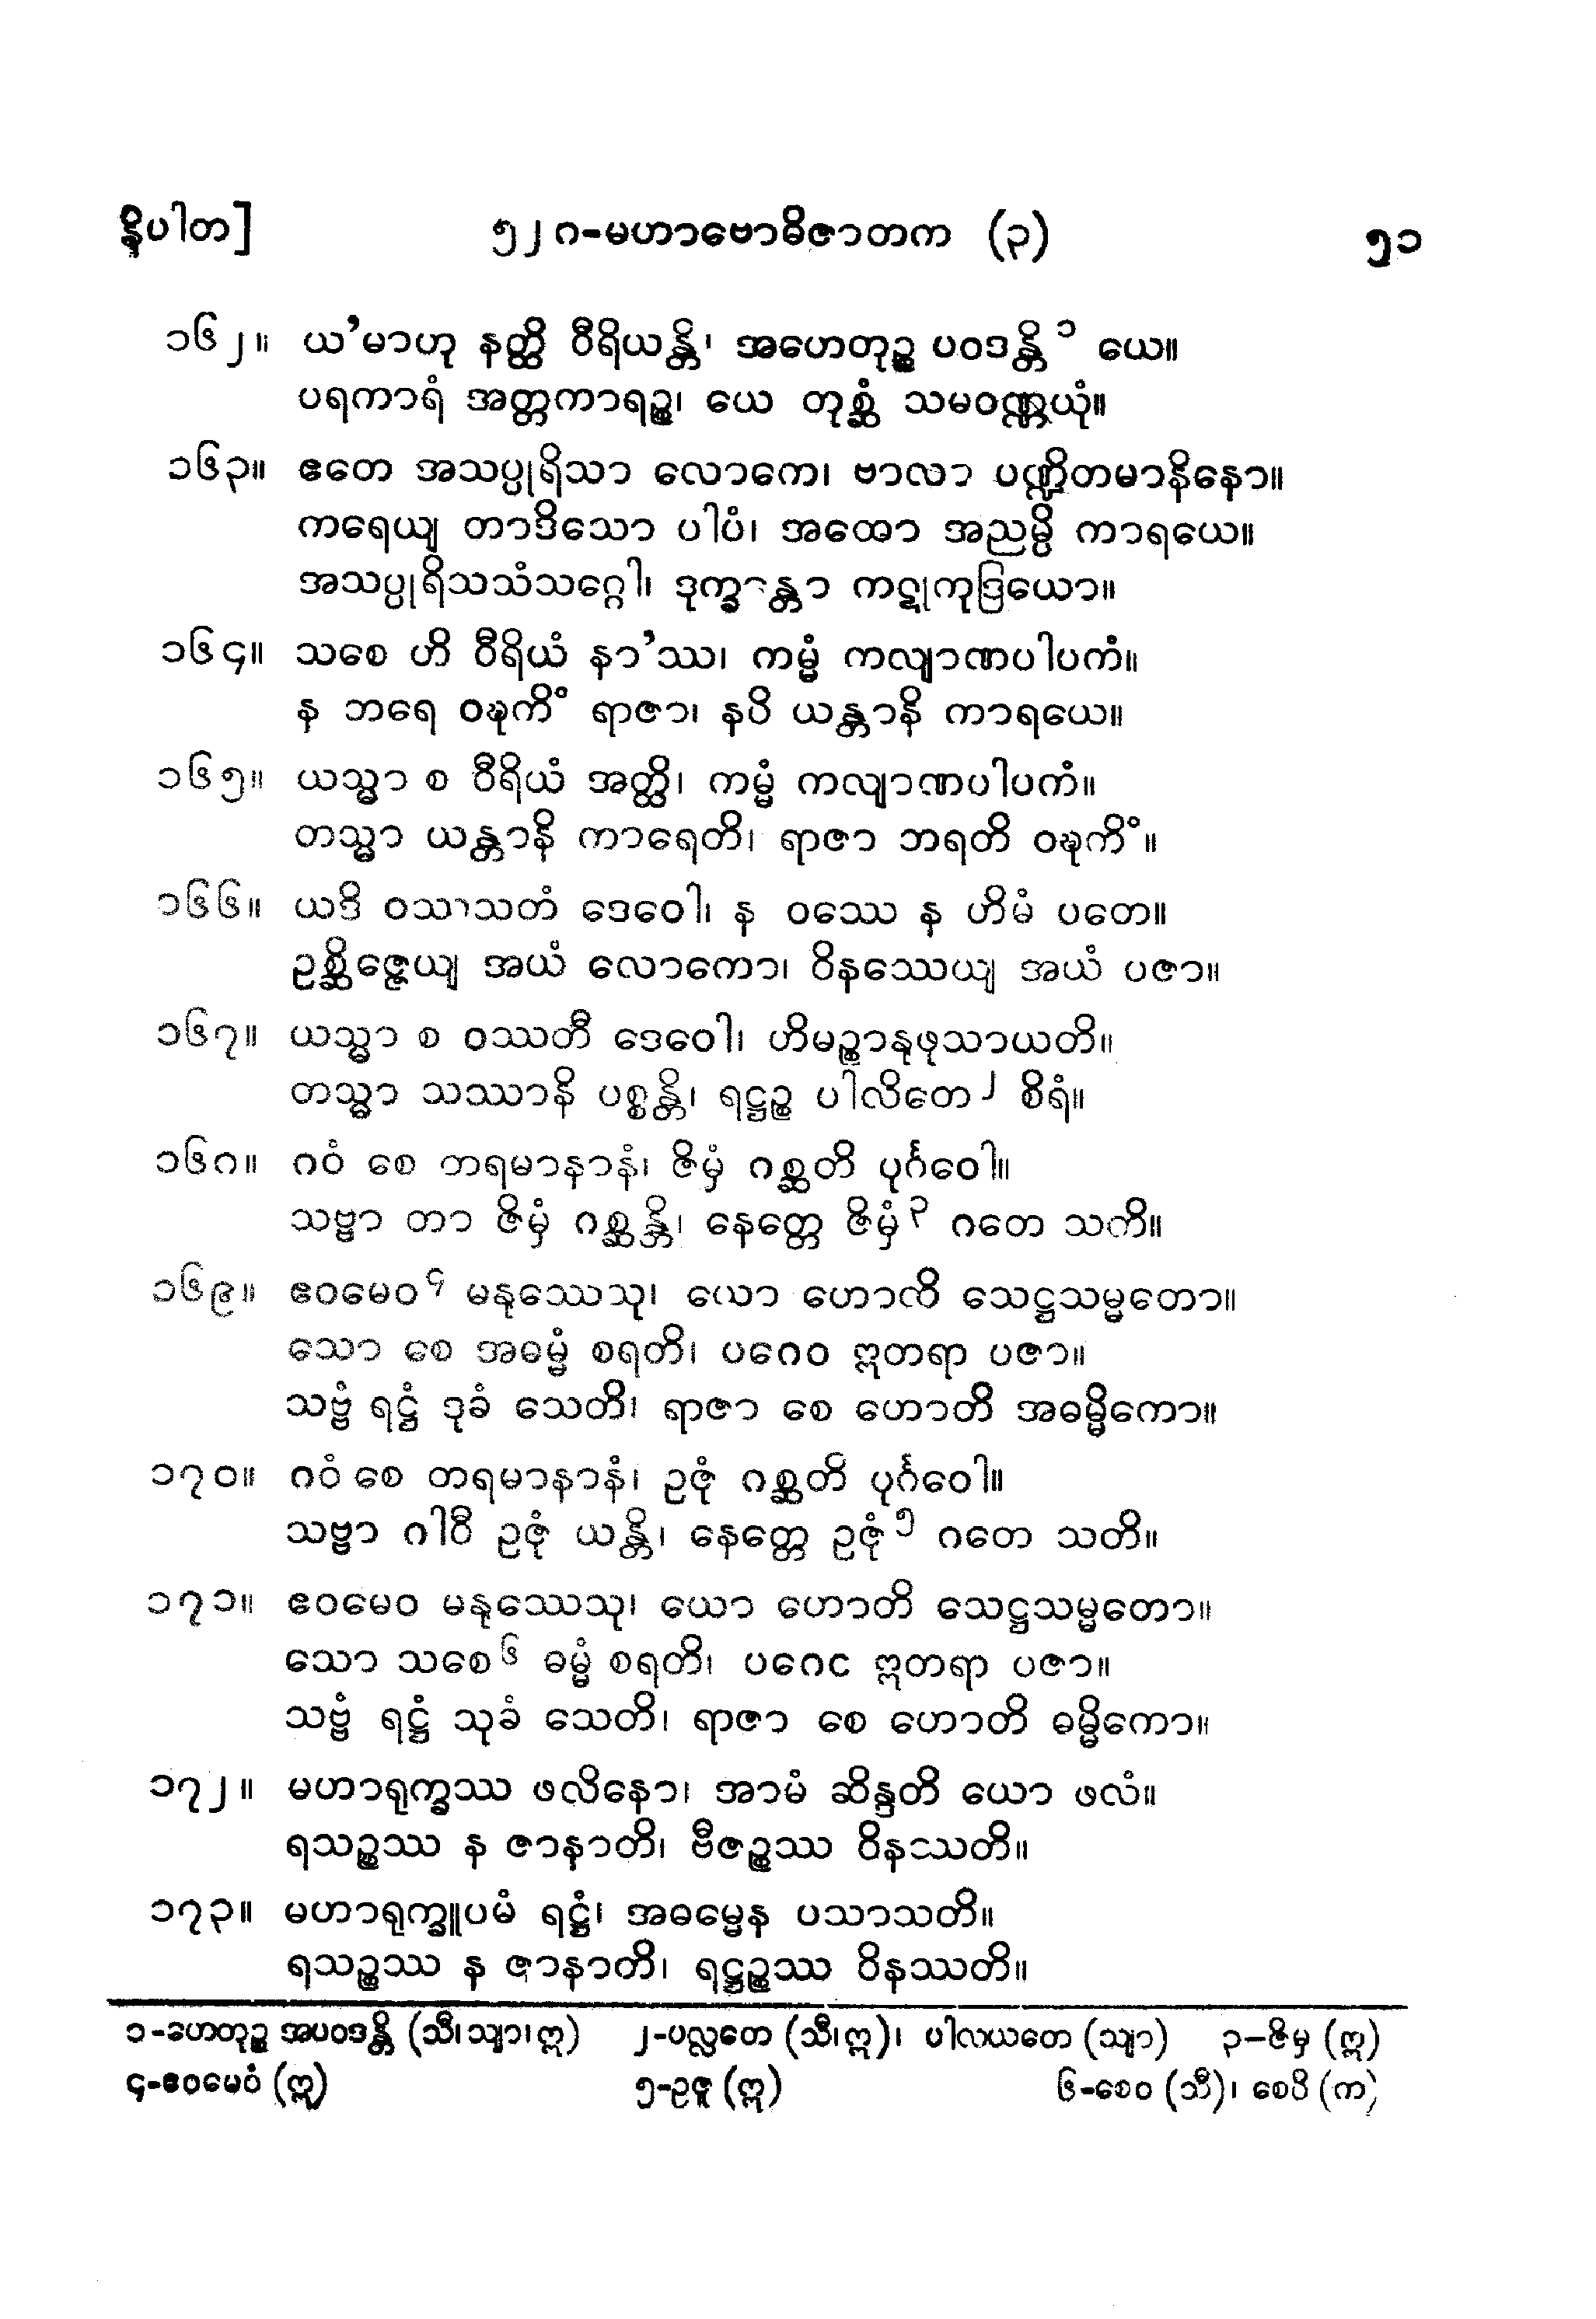 နိပါတ] ၅၂၈-မဟာဗောဓိဇာတက (၃) ၅၁
၁၆၂။ ယ’မာဟု နတ္ထိ ဝီရိယန္တိ၊ အဟေတုဉ္စ ပဝဒန္တိ ၁ ယေ။
ပရကာရံ အတ္တကာရဉ္စ၊ ယေ တုစ္ဆံ သမဝဏ္ဏယုံ။
၁၆၃။ ဧတေ အသပ္ပုရိသာ လောကေ၊ ဗာလာ ပဏ္ဍိတမာနိနော။
ကရေယျ တာဒိသော ပါပံ၊ အထော အညမ္ပိ ကာရယေ။
အသပ္ပုရိသသံသဂ္ဂေါ၊ ဒုက္ခန္တော ကဋုကုဒြယော။
၁၆၄။ သစေ ဟိ ဝီရိယံ နာ’ဿ၊ ကမ္မံ ကလျာဏပါပကံ။
န ဘရေ ဝဍ္ဎကိံ ရာဇာ၊ နပိ ယန္တာနိ ကာရယေ။
၁၆၅။ ယသ္မာ စ ဝီရိယံ အတ္ထိ၊ ကမ္မံ ကလျာဏပါပကံ။
တသ္မာ ယန္တာနိ ကာရေတိ၊ ရာဇာ ဘရတိ ဝဍ္ဎကိံ။
၁၆၆။ ယဒိ ဝဿသတံ ဒေဝေါ၊ န ဝဿေ န ဟိမံ ပတေ။
ဥစ္ဆိဇ္ဇေယျ အယံ လောကော၊ ဝိနဿေယျ အယံ ပဇာ။
၁၆၇။ ယသ္မာ စ ဝဿတီ ဒေဝေါ၊ ဟိမဉ္စာနုဖုသာယတိ။
တသ္မာ သဿာနိ ပစ္စန္တိ၊ ရဋ္ဌဉ္စ ပါလိတေ ၂ စိရံ။
၁၆၈။ ဂဝံ စေ တရမာနာနံ၊ ဇိမှံ ဂစ္ဆတိ ပုင်္ဂဝေါ။
သဗ္ဗာ တာ ဇိမှံ ဂစ္ဆန္တိ၊ နေတ္တေ ဇိမှံ ၃ ဂတေ သတိ။
၁၆၉။ ဧဝမေဝ ၄ မနုဿေသု၊ ယော ဟောတိ သေဋ္ဌသမ္မတော။
သော စေ အဓမ္မံ စရတိ၊ ပဂေဝ ဣတရာ ပဇာ။
သဗ္ဗံ ရဋ္ဌံ ဒုခံ သေတိ၊ ရာဇာ စေ ဟောတိ အဓမ္မိကော။
၁၇၀။ ဂဝံ စေ တရမာနာနံ၊ ဥဇုံ ဂစ္ဆတိ ပုင်္ဂဝေါ။
သဗ္ဗာ ဂါဝီ ဥဇုံ ယန္တိ၊ နေတ္တေ ဥဇုံ ၅ ဂတေ သတိ။
၁၇၁။ ဧဝမေဝ မနုဿေသု၊ ယော ဟောတိ သေဋ္ဌသမ္မတော။
သော သစေ ၆ ဓမ္မံ စရတိ၊ ပဂေဝ ဣတရာ ပဇာ။
သဗ္ဗံ ရဋ္ဌံ သုခံ သေတိ၊ ရာဇာ စေ ဟောတိ ဓမ္မိကော။
၁၇၂။ မဟာရုက္ခဿ ဖလိနော၊ အာမံ ဆိန္ဒတိ ယော ဖလံ။
ရသဉ္စဿ န ဇာနာတိ၊ ဗီဇဉ္စဿ ဝိနဿတိ။
၁၇၃။ မဟာရုက္ခူပမံ ရဋ္ဌံ၊ အဓမ္မေန ပသာသတိ။
ရသဉ္စဿ န ဇာနာတိ၊ ရဋ္ဌဉ္စဿ ဝိနဿတိ။
၁-ဟေတုဉ္စ အပဝဒန္တိ (သီ၊သျာ၊ဣ) ၂-ပလ္လတေ (သီ၊ဣ)၊ ပါလယတေ (သျာ) ၃-ဇိမှ (ဣ)
၄-ဧဝမေဝံ (ဣ) ၅-ဥဇူ (ဣ) ၆-စေဝ (သီ)၊ စေပိ (က)